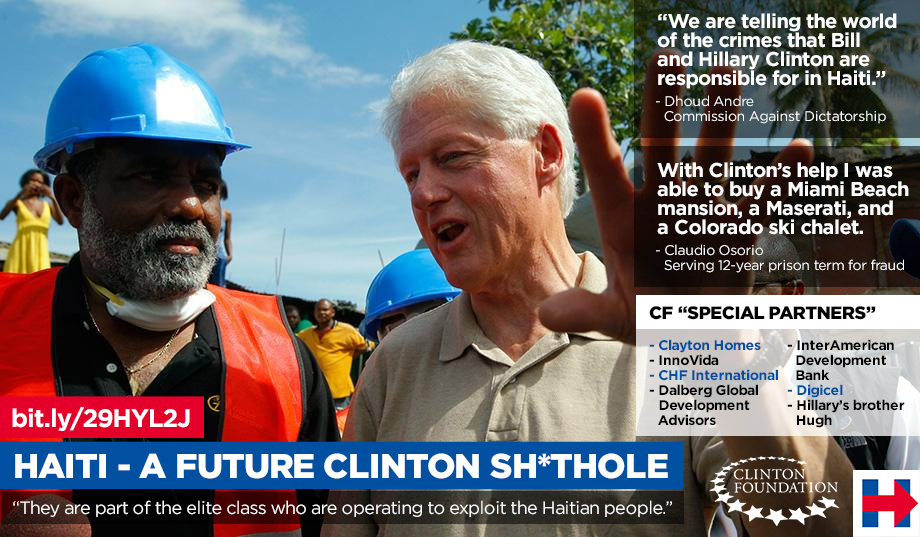 “We are telling the world
of the crimes that Bill
and Hillary Clinton are
responsible for in Haiti.”
- Dhoud Andre
Commission Against Dictatorship
With Clinton’s help I was
able to buy a Miami Beach
mansion, a Maserati, and
a Colorado ski chalet.
- Claudio Osorio
Serving 12-year prison term for fraud
CF “SPECIAL PARTNERS”
- Clayton Homes
- InnoVida
- CHF International
- Dalberg Global
Development
Advisors
- InterAmerican
Development
Bank
- Digicel
- Hillary’s brother
Hugh
bit.ly/29HYL2J
HAITI - A FUTURE CLINTON SH*THOLE
“They are part of the elite class who are operating to exploit the Haitian people.”
CLINTON
FOUNDATION
H